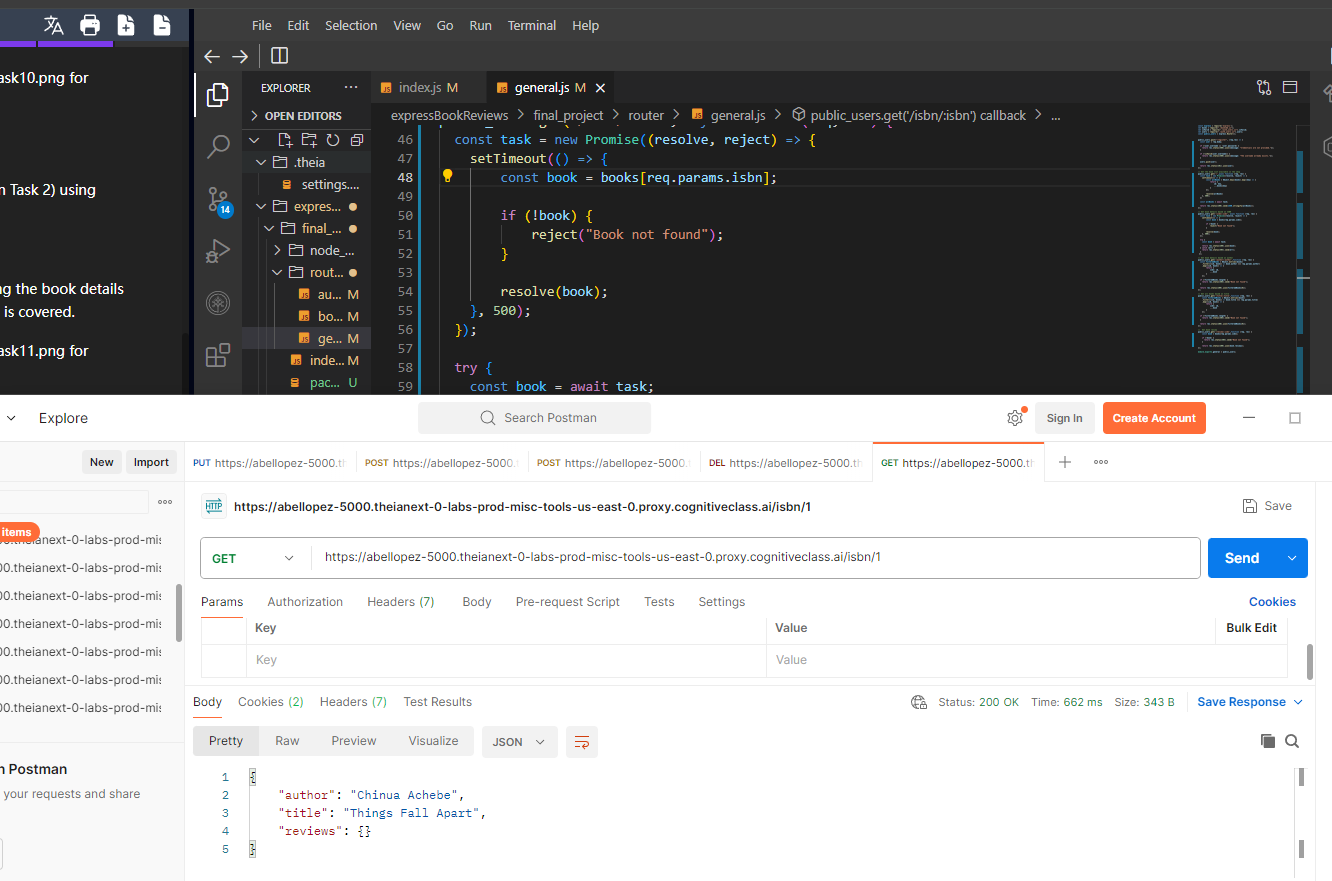 ask10.png for
n Task 2) using
ng the book details
is covered.
ask11.png for
File Edit Selection View Go Run Terminal Help
EXPLORER ...
OPEN EDITORS
.theia
settings....
expres...
final_...
node_...
rout...
au... M
bo... M
ge... M
inde... M
pac... U
14
index.js M
general.js M
expressBookReviews > final_project > router > general.js > public_users.get('/isbn/:isbn') callback > ...
46 const task = new Promise((resolve, reject) => {
47 setTimeout(() => {
48 const book = books[req.params.isbn];
49
50 if (!book) {
51 reject("Book not found");
52 }
53
54 resolve(book);
55 }, 500);
56 });
57
58 try {
59 const book = await task;
Explore
Search Postman
Sign In
Create Account
New Import
PUT https://abellopez-5000.th
POST https://abellopez-5000.
POST https://abellopez-5000.
DEL https://abellopez-5000.th
GET https://abellopez-5000.th
items
00.theianext-0-labs-prod-mis
00.theianext-0-labs-prod-mis
00.theianext-0-labs-prod-mis
00.theianext-0-labs-prod-mis
00.theianext-0-labs-prod-mis
00.theianext-0-labs-prod-mis
n Postman
your requests and share
HTTP https://abellopez-5000.theianext-0-labs-prod-misc-tools-us-east-0.proxy.cognitiveclass.ai/isbn/1
Save
GET https://abellopez-5000.theianext-0-labs-prod-misc-tools-us-east-0.proxy.cognitiveclass.ai/isbn/1
Send
Params Authorization Headers (7) Body Pre-request Script Tests Settings
Cookies
Key Value Bulk Edit
Key Value
Body Cookies (2) Headers (7) Test Results
Status: 200 OK Time: 662 ms Size: 343 B
Save Response
Pretty Raw Preview Visualize JSON
1 {
2 "author": "Chinua Achebe",
3 "title": "Things Fall Apart",
4 "reviews": {}
5 }